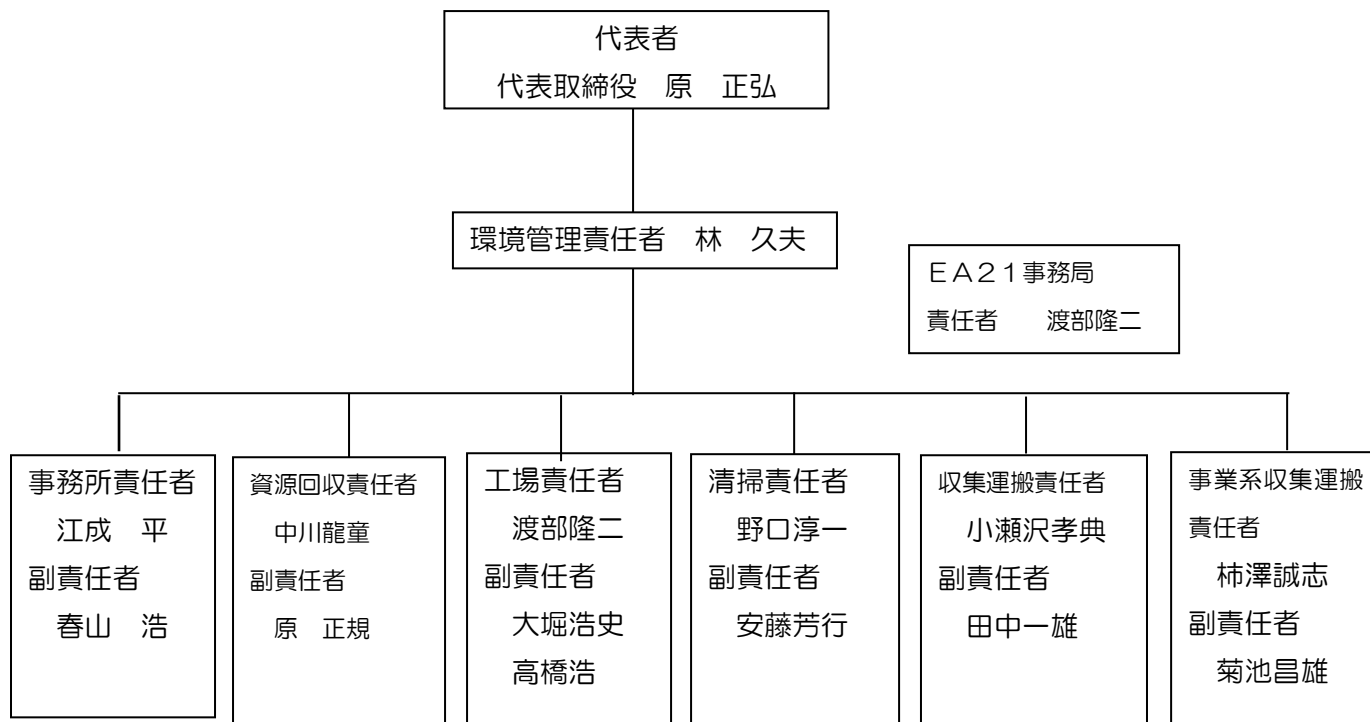 代表者
代表取締役　原　正弘
環境管理責任者　林　久夫
ＥＡ２１事務局
責任者　　渡部隆二
事務所責任者
江成　平
副責任者
春山　浩
資源回収責任者
中川龍童
副責任者
原　正規
工場責任者
渡部隆二
副責任者
大堀浩史
高橋浩
清掃責任者
野口淳一
副責任者
安藤芳行
収集運搬責任者
小瀬沢孝典
副責任者
田中一雄
事業系収集運搬
責任者
柿澤誠志
副責任者
菊池昌雄